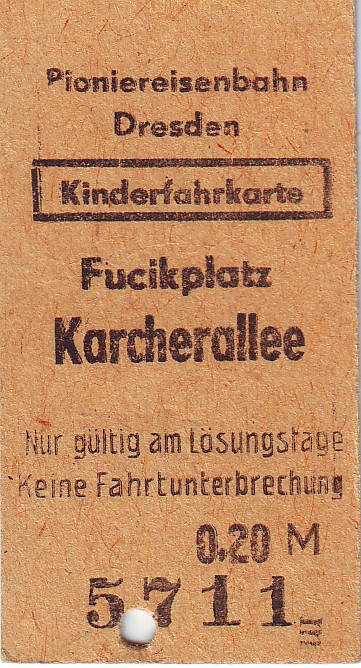 Pioniereisenbahn
Dresden
Kinderfahrkarte
Fucikplatz
Karcherallee
Nur gültig am Lösungstage
Keine Fahrtunterbrechung
0.20 M
5711